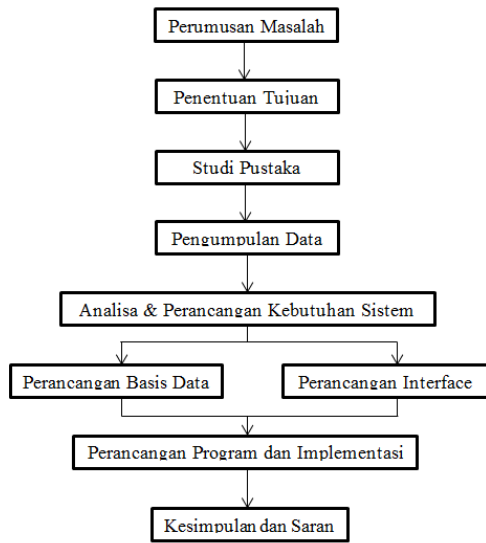 Perumusan Masalah
Penentuan Tujuan
Studi Pustaka
Pengumpulan Data
Analisa & Perancangan Kebutuhan Sistem
Perancangan Basis Data
Perancangan Interface
Perancangan Program dan Implementasi
Kesimpulan dan Saran